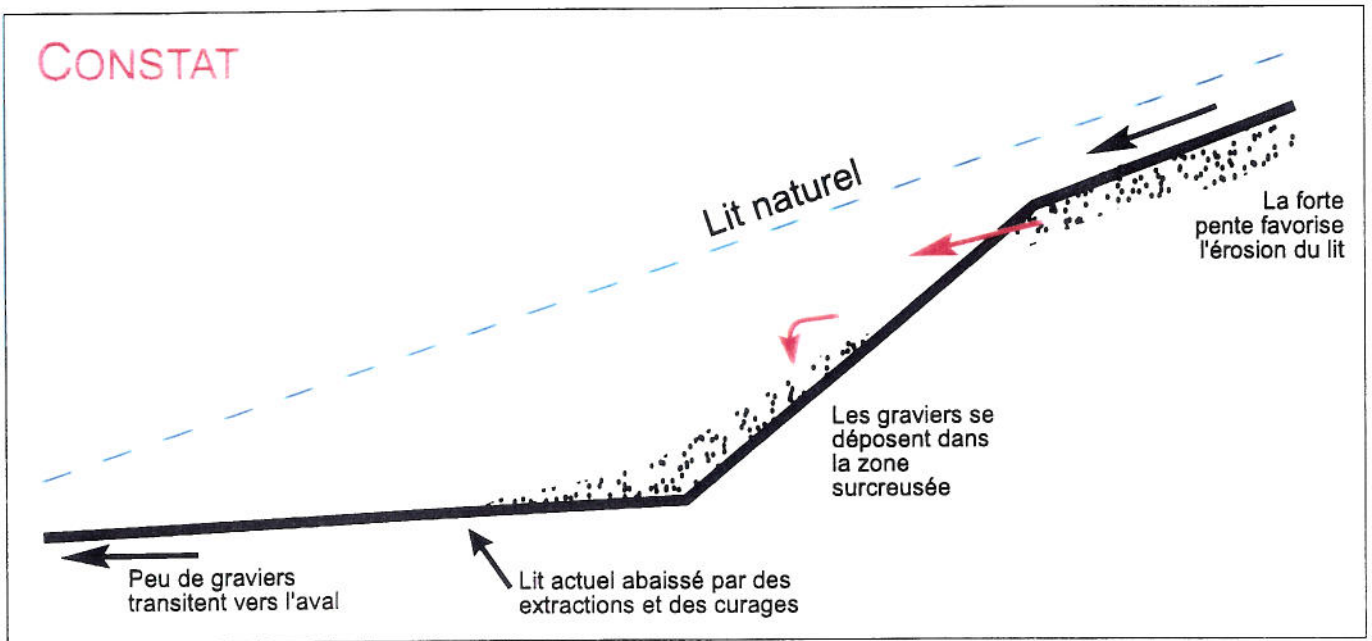 CONSTAT
Lit naturel
La forte
pente favorise
l'érosion du lit
Les graviers se
déposent dans
la zone
surcreusée
Peu de graviers
transitent vers l'aval
Lit actuel abaissé par des
extractions et des curages